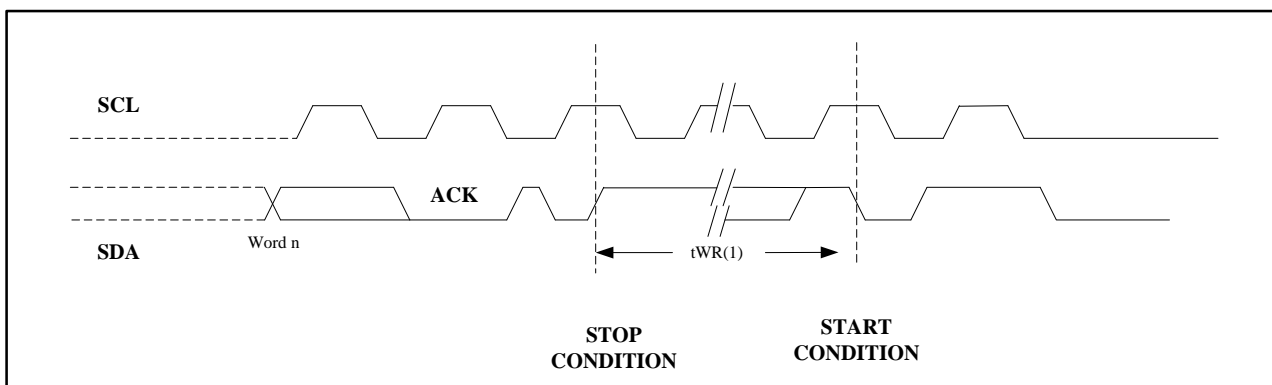 SCL
ACK
Word n
SDA
tWR(1)
STOP
CONDITION
START
CONDITION